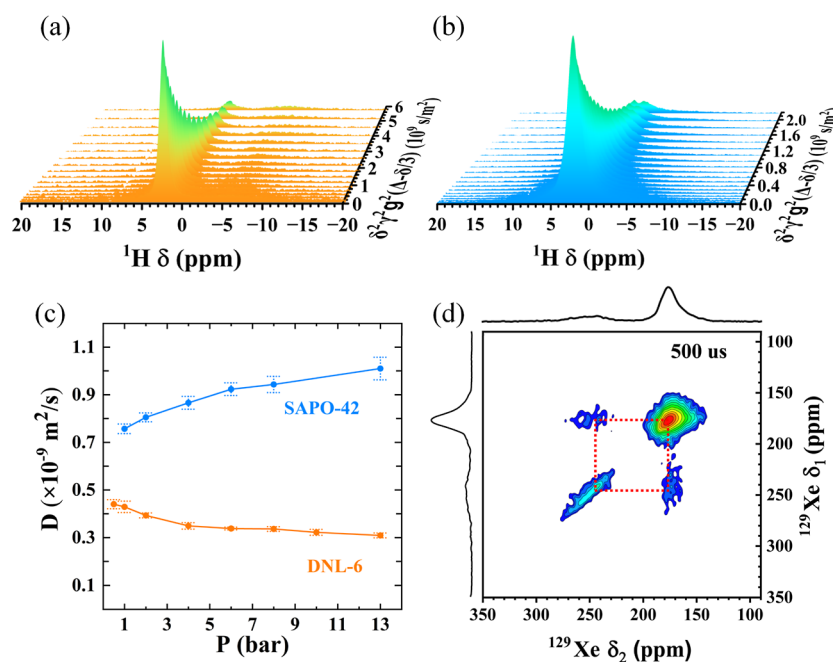 (a)
6
5
4
3
2
1
0
δ²γ²g²(Δ-δ/3) (10⁹ s/m²)
20 15 10 5 0 -5 -10 -15 -20
¹H δ (ppm)
(b)
2.0
1.6
1.2
0.8
0.4
0.0
δ²γ²g²(Δ-δ/3) (10⁹ s/m²)
20 15 10 5 0 -5 -10 -15 -20
¹H δ (ppm)
(c)
D (×10⁻⁹ m²/s)
1.1
0.9
0.7
0.5
0.3
0.1
SAPO-42
DNL-6
1 3 5 7 9 11 13
P (bar)
(d)
500 us
100
150
200
250
300
350
¹²⁹Xe δ₁ (ppm)
350 300 250 200 150 100
¹²⁹Xe δ₂ (ppm)